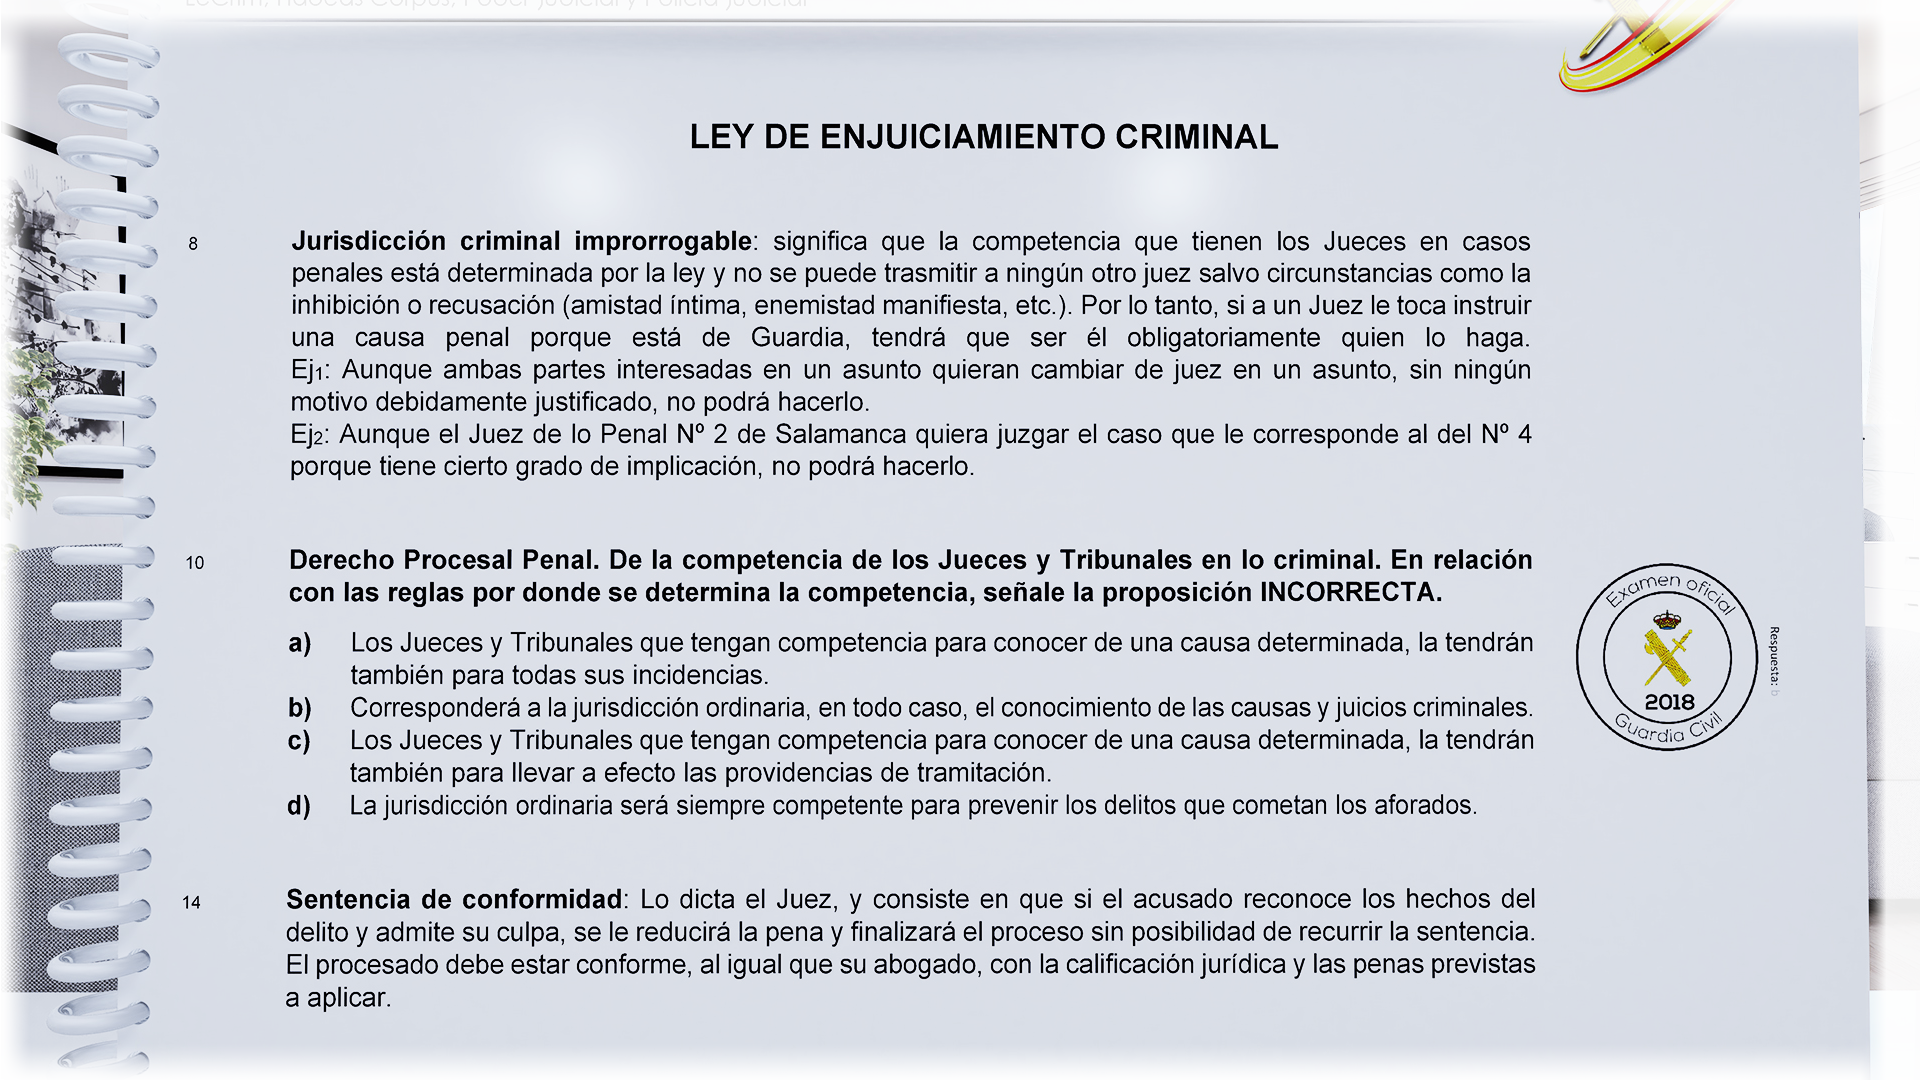 LeCrim, Habeas Corpus, Poder Judicial y Policía Judicial
LEY DE ENJUICIAMIENTO CRIMINAL
8 Jurisdicción criminal improrrogable: significa que la competencia que tienen los Jueces en casos
penales está determinada por la ley y no se puede trasmitir a ningún otro juez salvo circunstancias como la
inhibición o recusación (amistad íntima, enemistad manifiesta, etc.). Por lo tanto, si a un Juez le toca instruir
una causa penal porque está de Guardia, tendrá que ser él obligatoriamente quien lo haga.
Ej1: Aunque ambas partes interesadas en un asunto quieran cambiar de juez en un asunto, sin ningún
motivo debidamente justificado, no podrá hacerlo.
Ej2: Aunque el Juez de lo Penal Nº 2 de Salamanca quiera juzgar el caso que le corresponde al del Nº 4
porque tiene cierto grado de implicación, no podrá hacerlo.
10 Derecho Procesal Penal. De la competencia de los Jueces y Tribunales en lo criminal. En relación
con las reglas por donde se determina la competencia, señale la proposición INCORRECTA.
a) Los Jueces y Tribunales que tengan competencia para conocer de una causa determinada, la tendrán
también para todas sus incidencias.
b) Corresponderá a la jurisdicción ordinaria, en todo caso, el conocimiento de las causas y juicios criminales.
c) Los Jueces y Tribunales que tengan competencia para conocer de una causa determinada, la tendrán
también para llevar a efecto las providencias de tramitación.
d) La jurisdicción ordinaria será siempre competente para prevenir los delitos que cometan los aforados.
Examen oficial
2018
Guardia Civil
Respuesta: b
14 Sentencia de conformidad: Lo dicta el Juez, y consiste en que si el acusado reconoce los hechos del
delito y admite su culpa, se le reducirá la pena y finalizará el proceso sin posibilidad de recurrir la sentencia.
El procesado debe estar conforme, al igual que su abogado, con la calificación jurídica y las penas previstas
a aplicar.